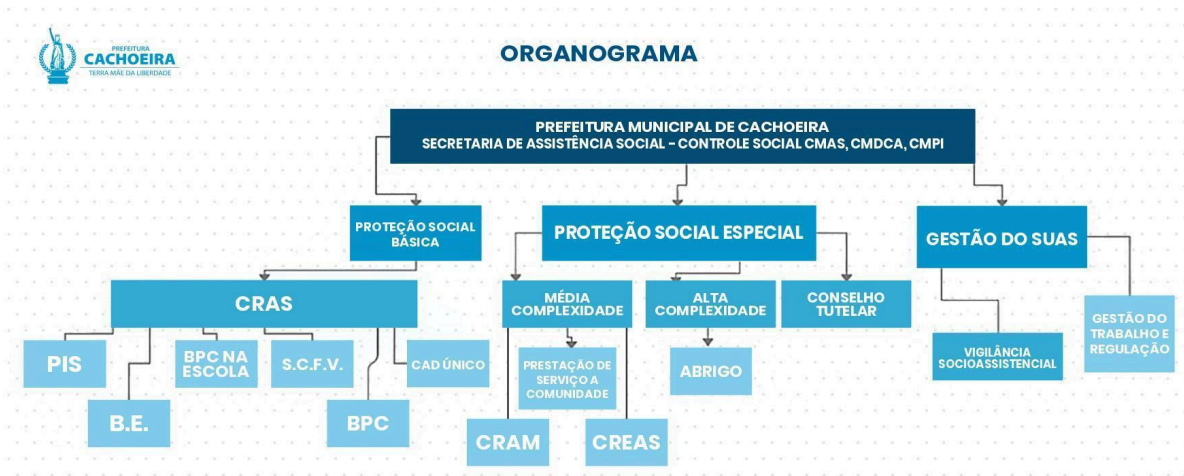 PREFEITURA
CACHOEIRA
TERRA MÃE DA LIBERDADE
ORGANOGRAMA
PREFEITURA MUNICIPAL DE CACHOEIRA
SECRETARIA DE ASSISTÊNCIA SOCIAL - CONTROLE SOCIAL CMAS, CMDCA, CMPI
PROTEÇÃO SOCIAL
BÁSICA
PROTEÇÃO SOCIAL ESPECIAL
GESTÃO DO SUAS
CRAS
MÉDIA
COMPLEXIDADE
ALTA
COMPLEXIDADE
CONSELHO
TUTELAR
GESTÃO DO
TRABALHO E
REGULAÇÃO
PIS
BPC NA
ESCOLA
S.C.F.V.
CAD ÚNICO
PRESTAÇÃO DE
SERVIÇO A
COMUNIDADE
ABRIGO
VIGILÂNCIA
SOCIOASSISTENCIAL
B.E.
BPC
CRAM
CREAS